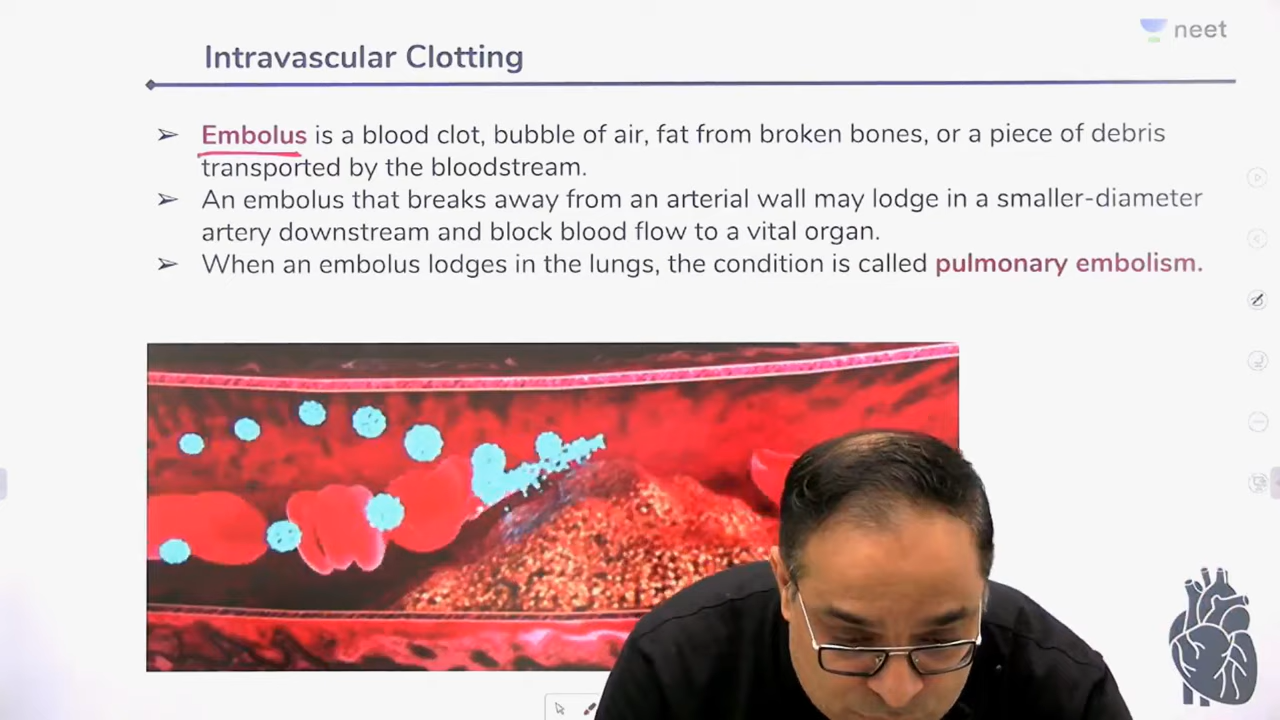 neet
Intravascular Clotting
➢ Embolus is a blood clot, bubble of air, fat from broken bones, or a piece of debris
transported by the bloodstream.
➢ An embolus that breaks away from an arterial wall may lodge in a smaller-diameter
artery downstream and block blood flow to a vital organ.
➢ When an embolus lodges in the lungs, the condition is called pulmonary embolism.